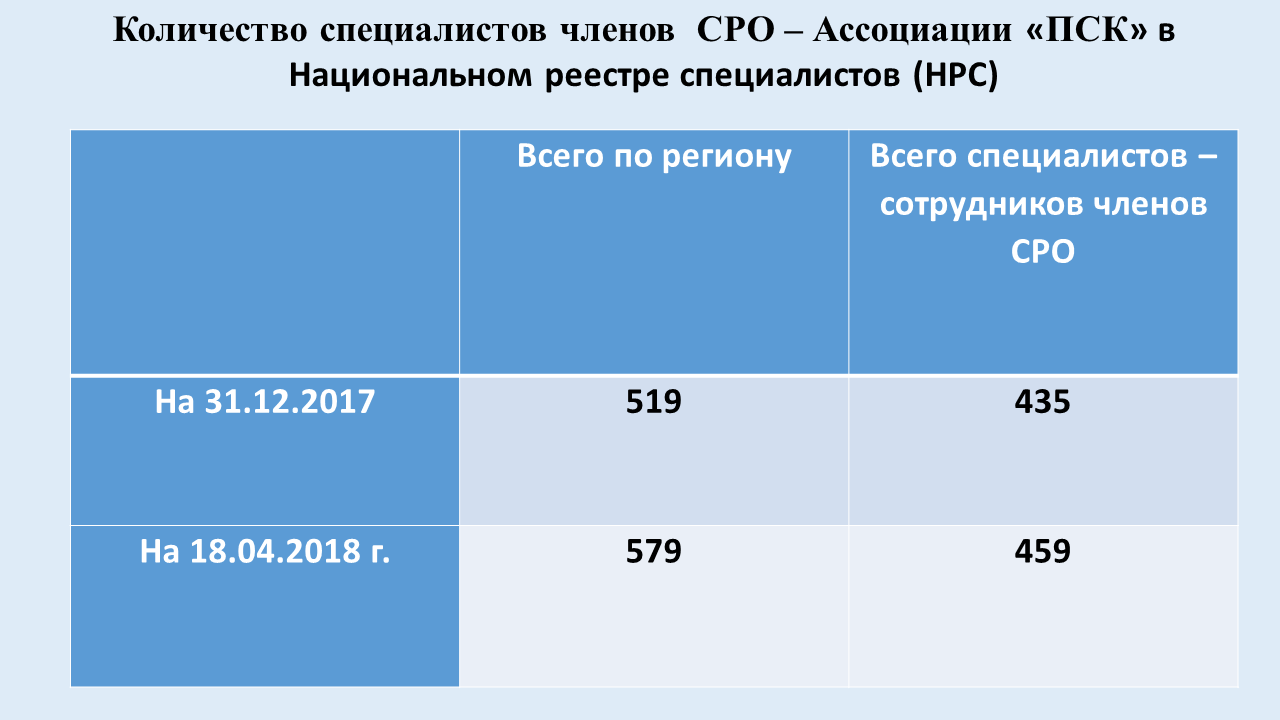 Количество специалистов членов СРО – Ассоциации «ПСК» в
Национальном реестре специалистов (НРС)
Всего по региону
Всего специалистов –
сотрудников членов
СРО
На 31.12.2017
519
435
На 18.04.2018 г.
579
459